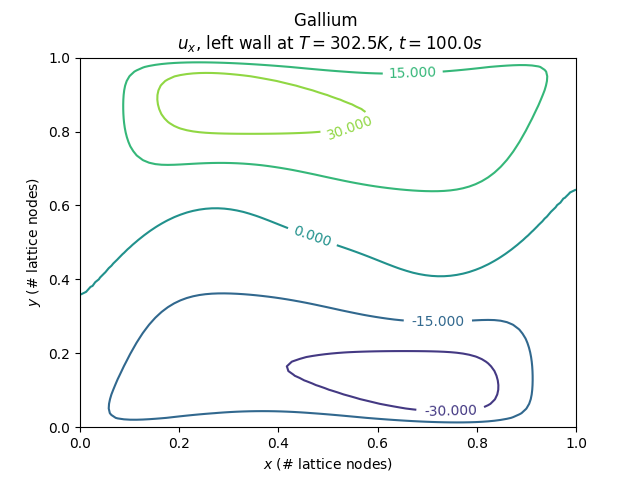 Gallium
u_x, left wall at T = 302.5K, t = 100.0s
1.0
0.8
0.6
0.4
0.2
0.0
y (# lattice nodes)
15.000
30.000
0.000
-15.000
-30.000
0.0 0.2 0.4 0.6 0.8 1.0
x (# lattice nodes)